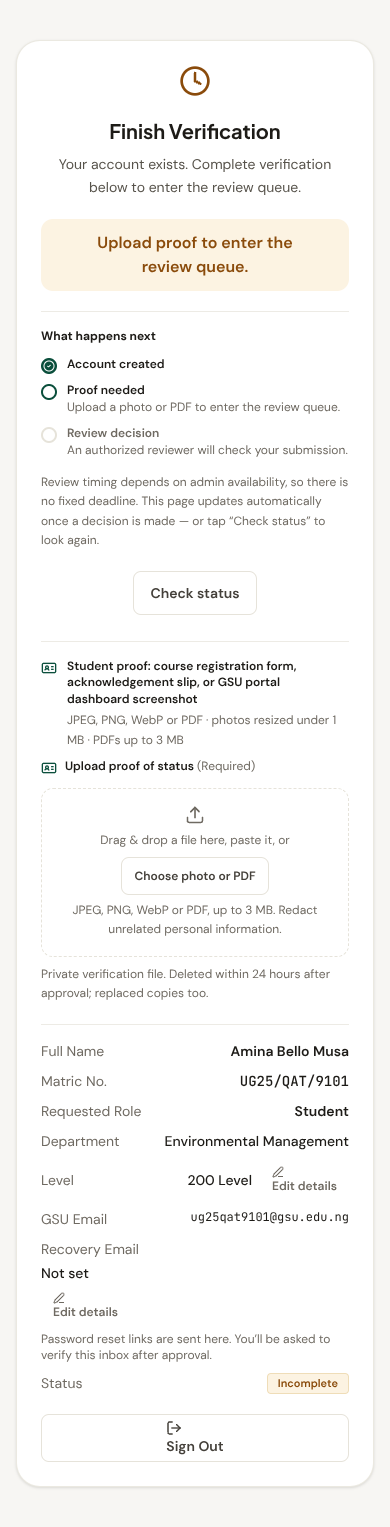 Finish Verification
Your account exists. Complete verification
below to enter the review queue.
Upload proof to enter the
review queue.
What happens next
Account created
Proof needed
Upload a photo or PDF to enter the review queue.
Review decision
An authorized reviewer will check your submission.
Review timing depends on admin availability, so there is
no fixed deadline. This page updates automatically
once a decision is made — or tap “Check status” to
look again.
Check status
Student proof: course registration form,
acknowledgement slip, or GSU portal
dashboard screenshot
JPEG, PNG, WebP or PDF · photos resized under 1
MB · PDFs up to 3 MB
Upload proof of status (Required)
Drag & drop a file here, paste it, or
Choose photo or PDF
JPEG, PNG, WebP or PDF, up to 3 MB. Redact
unrelated personal information.
Private verification file. Deleted within 24 hours after
approval; replaced copies too.
Full Name Amina Bello Musa
Matric No. UG25/QAT/9101
Requested Role Student
Department Environmental Management
Level 200 Level Edit details
GSU Email ug25qat9101@gsu.edu.ng
Recovery Email
Not set
Edit details
Password reset links are sent here. You’ll be asked to
verify this inbox after approval.
Status Incomplete
Sign Out